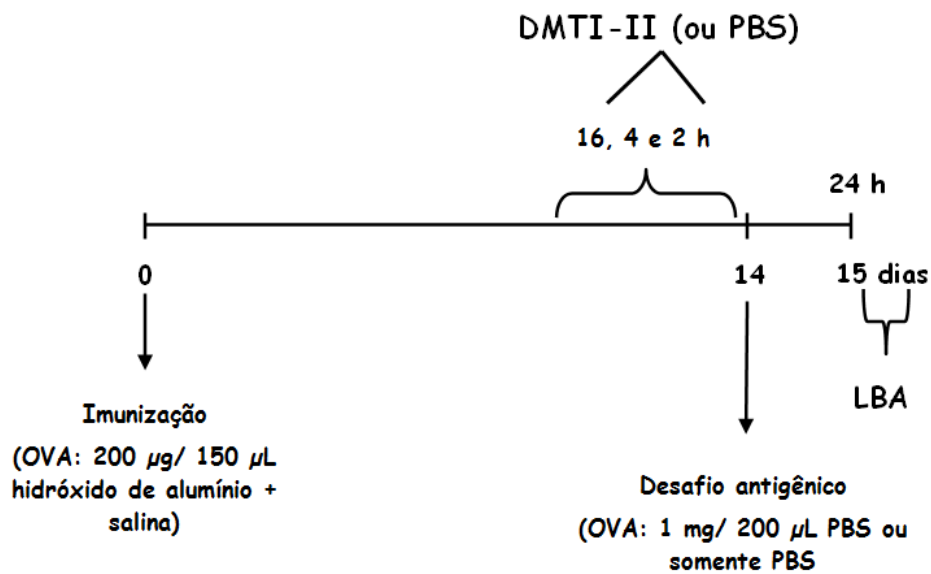 DMTI-II (ou PBS)
16, 4 e 2 h
24 h
0
14
15 dias
LBA
Imunização
(OVA: 200 µg/ 150 µL
hidróxido de alumínio +
salina)
Desafio antigênico
(OVA: 1 mg/ 200 µL PBS ou
somente PBS